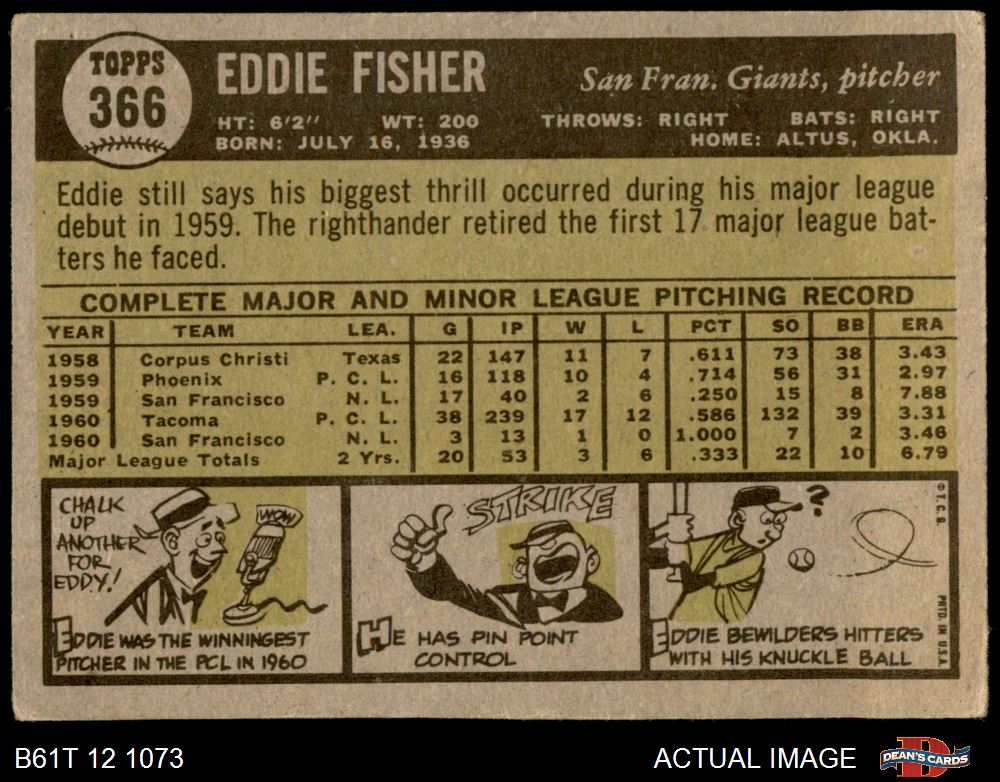 TOPPS
366
EDDIE FISHER
San Fran. Giants, pitcher
HT: 6'2" WT: 200 THROWS: RIGHT BATS: RIGHT
BORN: JULY 16, 1936 HOME: ALTUS, OKLA.
Eddie still says his biggest thrill occurred during his major league
debut in 1959. The righthander retired the first 17 major league bat-
ters he faced.
COMPLETE MAJOR AND MINOR LEAGUE PITCHING RECORD
YEAR TEAM LEA. G IP W L PCT SO BB ERA
1958 Corpus Christi Texas 22 147 11 7 .611 73 38 3.43
1959 Phoenix P. C. L. 16 118 10 4 .714 56 31 2.97
1959 San Francisco N. L. 17 40 2 6 .250 15 8 7.88
1960 Tacoma P. C. L. 38 239 17 12 .586 132 39 3.31
1960 San Francisco N. L. 3 13 1 0 1.000 7 2 3.46
Major League Totals 2 Yrs. 20 53 3 6 .333 22 10 6.79
CHALK
UP
ANOTHER
FOR
EDDY!
WOW
EDDIE WAS THE WINNINGEST
PITCHER IN THE PCL IN 1960
STRIKE
HE HAS PIN POINT
CONTROL
?
EDDIE BEWILDERS HITTERS
WITH HIS KNUCKLE BALL
© T. C. G.
PRTD. IN U.S.A.
B61T 12 1073
ACTUAL IMAGE
DEAN'S CARDS